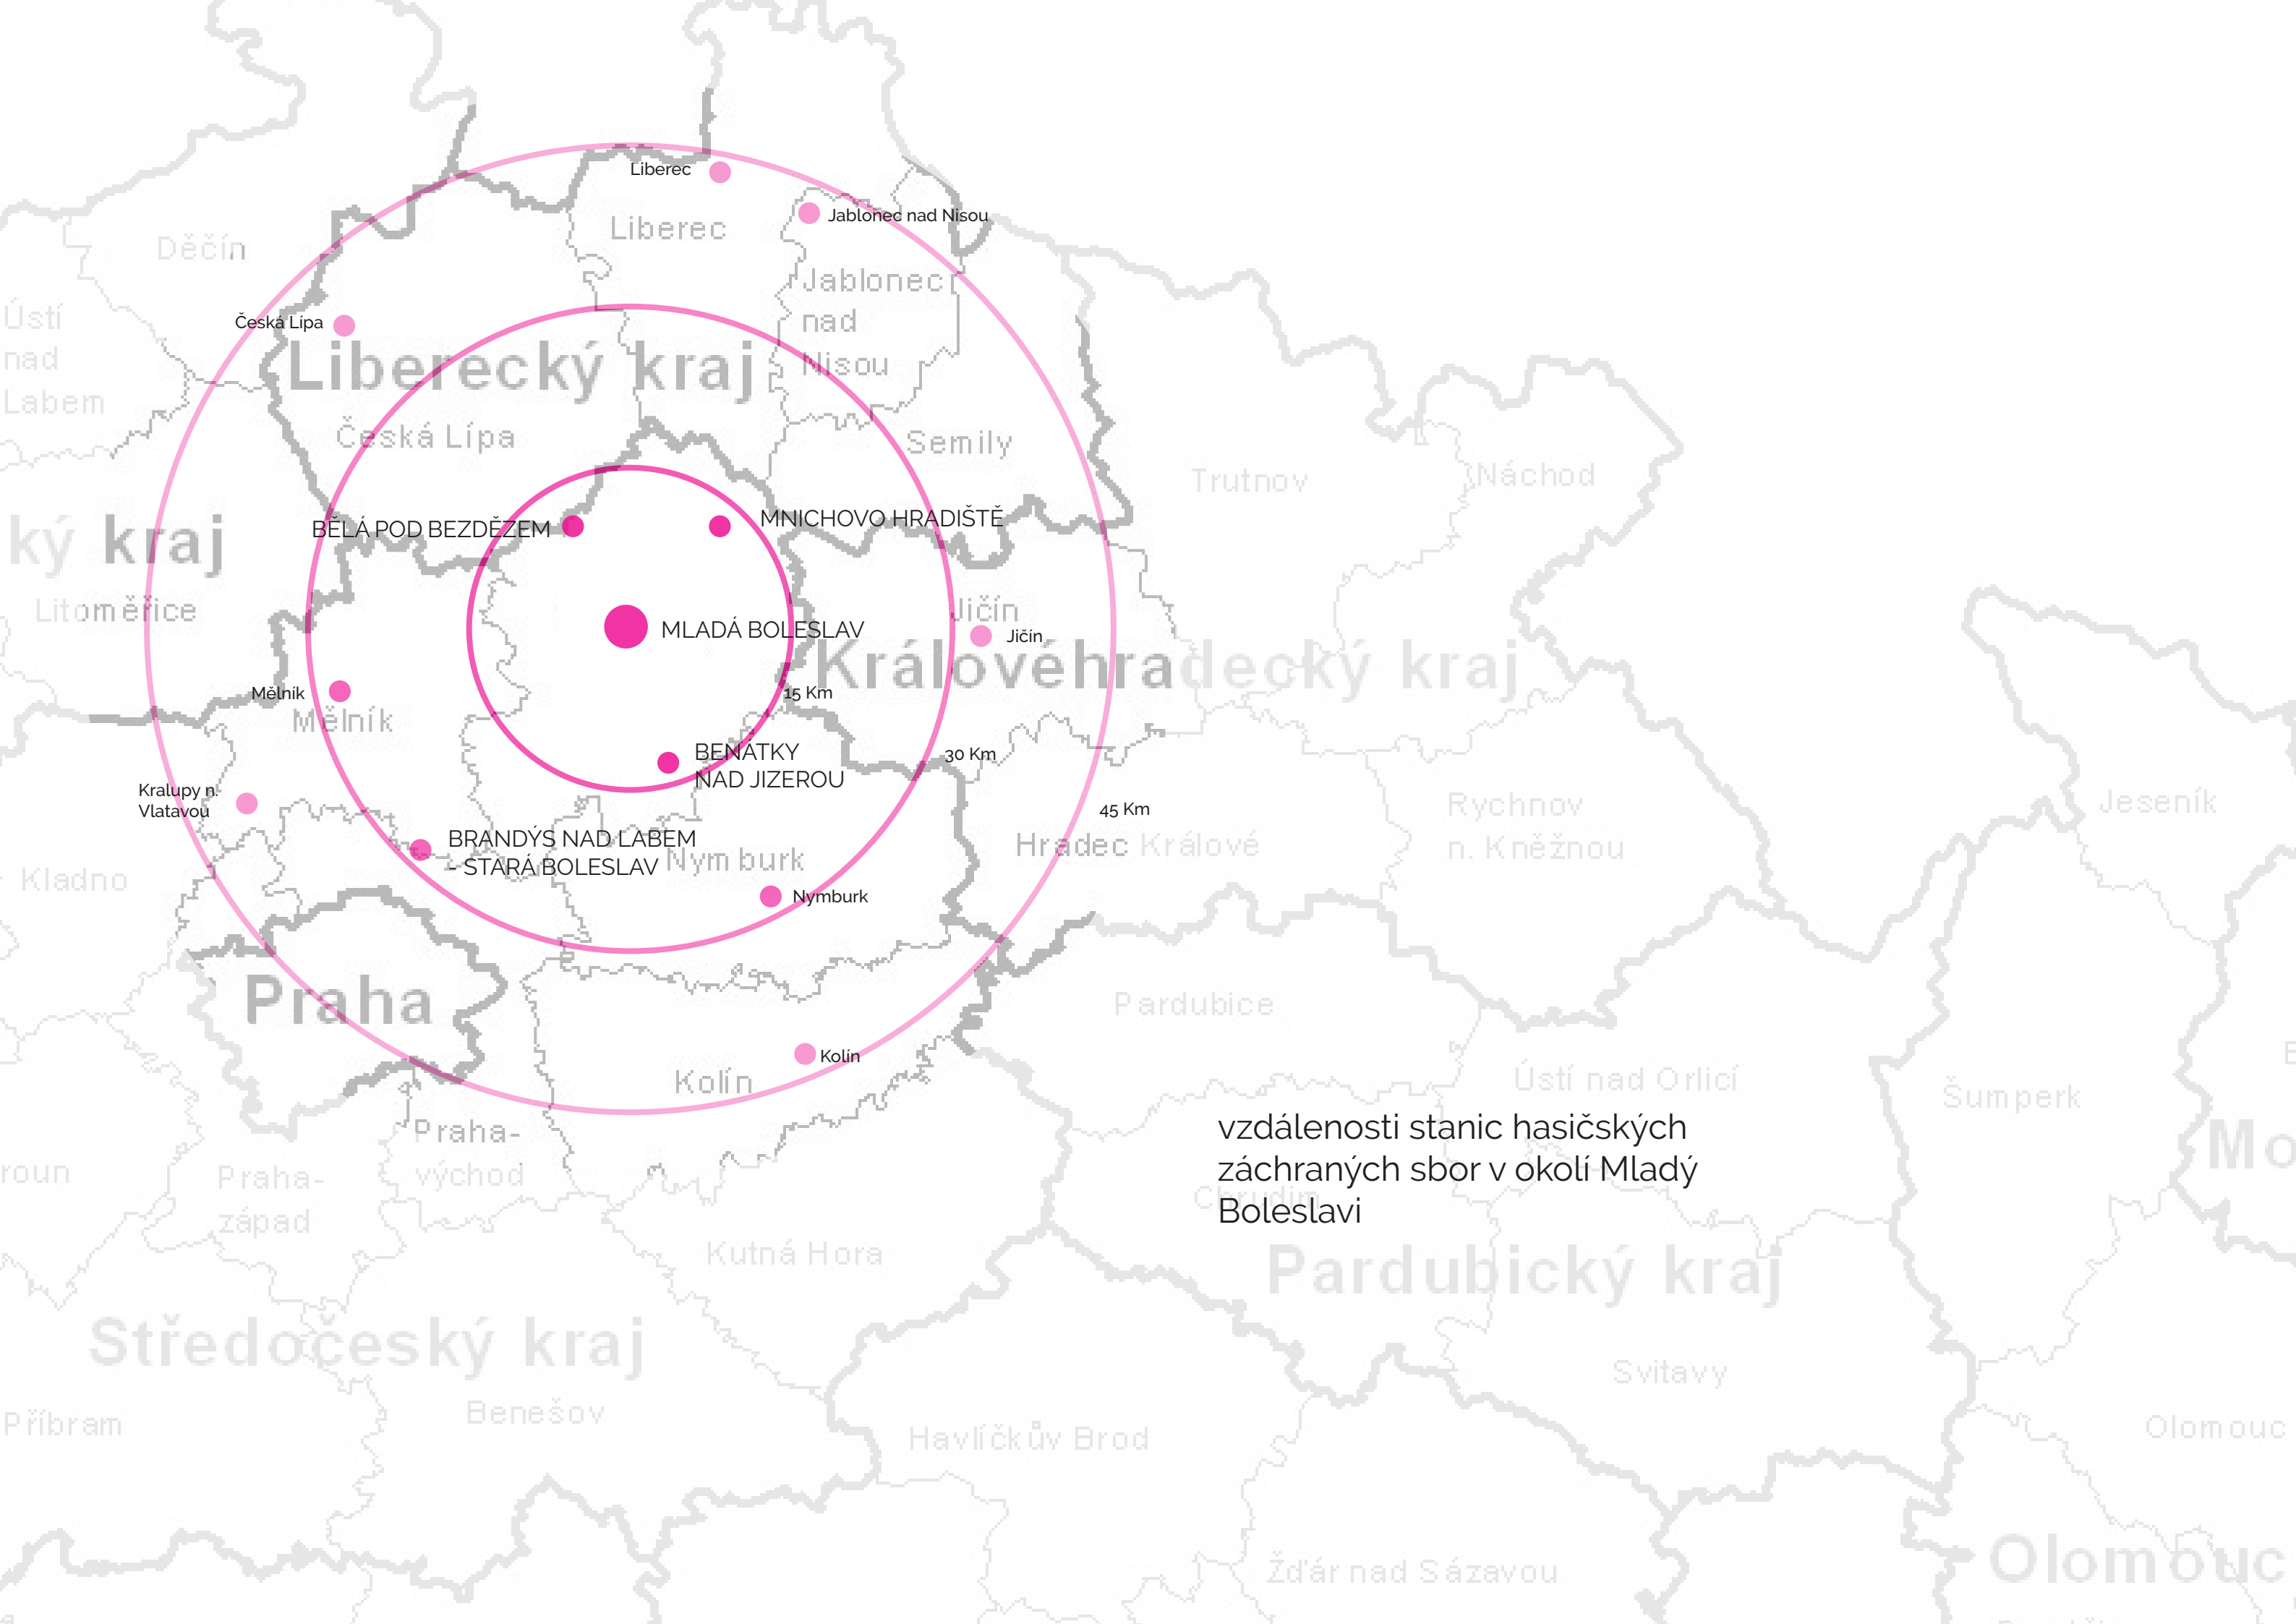 Liberec
Jablonec nad Nisou
Liberec
Děčín
Jablonec
nad
Nisou
Ústí
nad
Labem
Česká Lípa
Liberecký kraj
Česká Lípa
Semily
Trutnov
Náchod
BĚLÁ POD BEZDĚZEM
MNICHOVO HRADIŠTĚ
ký kraj
Litoměřice
Jičín
MLADÁ BOLESLAV
Jičín
Královéhradecký kraj
Mělník
15 Km
Mělník
BENÁTKY
NAD JIZEROU
30 Km
Kralupy n.
Vlatavou
45 Km
Rychnov
n. Kněžnou
Jeseník
BRANDÝS NAD LABEM
- STARÁ BOLESLAV
Hradec Králové
Nymburk
Kladno
Nymburk
Praha
Pardubice
Kolín
Kolín
Ústí nad Orlicí
Šumperk
Praha-
východ
vzdálenosti stanic hasičských
záchraných sbor v okolí Mladý
Boleslavi
Mo
roun
Praha-
západ
Chrudim
Kutná Hora
Pardubický kraj
Středočeský kraj
Svitavy
Příbram
Benešov
Havlíčkův Brod
Olomouc
Olomouc
Žďár nad Sázavou